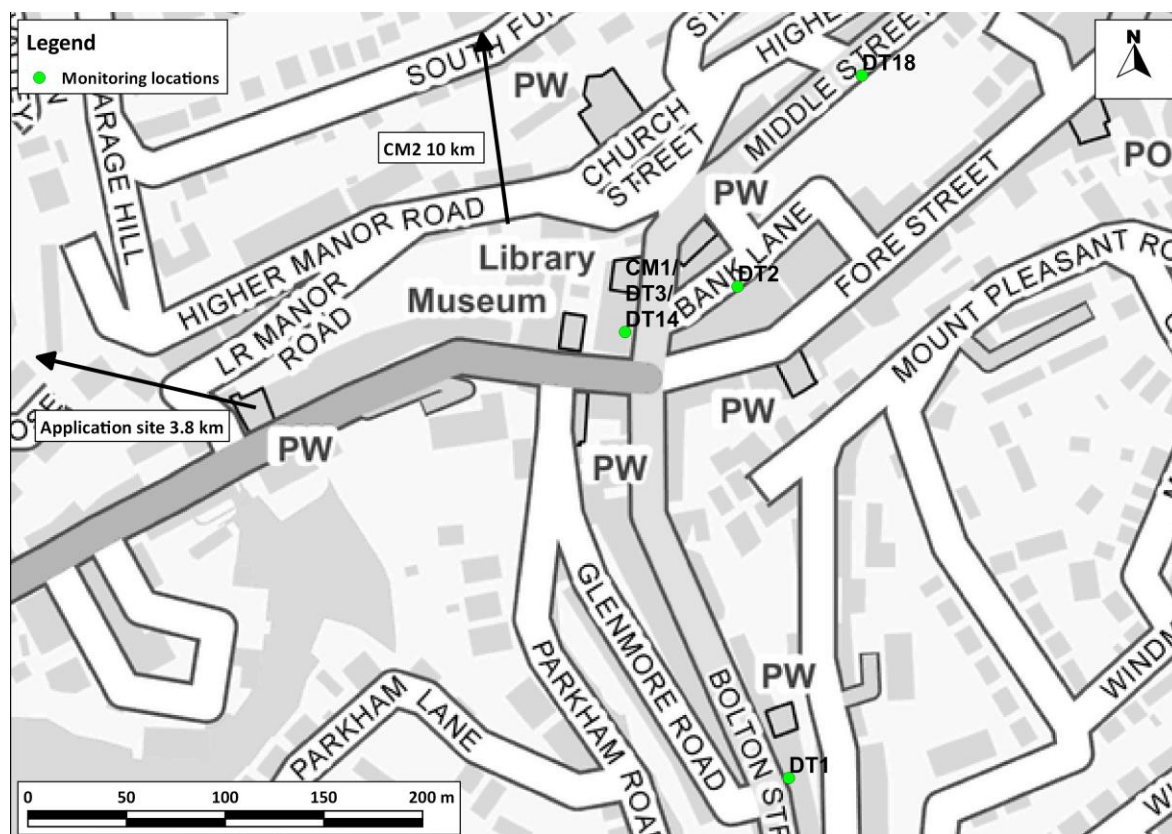 Legend
Monitoring locations
N
SOUTH FU
HIGHE
MIDDLE STREET
DT18
PW
ARAGE HILL
CM2 10 km
CHURCH
STREET
PO
HIGHER MANOR ROAD
PW
FORE STREET
Library
CM1/
DT3/
DT14
BANK LANE
DT2
Museum
LR MANOR
ROAD
MOUNT PLEASANT RO
Application site 3.8 km
PW
PW
PW
GLENMORE ROAD
PARKHAM ROA
BOLTON STR
PW
WINDM
PARKHAM
LANE
DT1
0 50 100 150 200 m